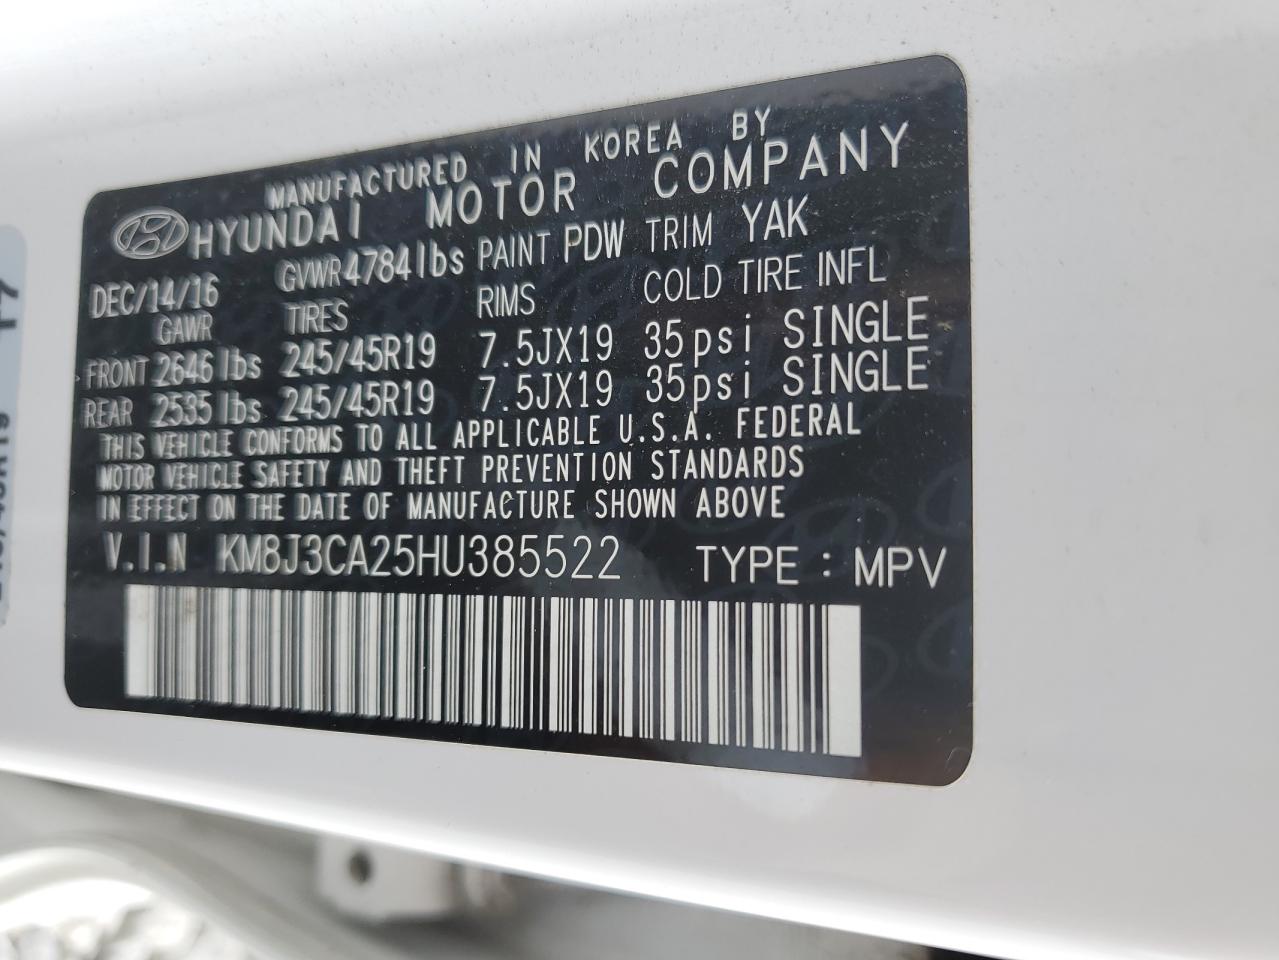 MANUFACTURED IN KOREA BY
HYUNDAI MOTOR COMPANY
DEC/14/16 GVWR 4784lbs PAINT PDW TRIM YAK
GAWR TIRES RIMS COLD TIRE INFL
FRONT 2646 lbs 245/45R19 7.5JX19 35psi SINGLE
REAR 2535 lbs 245/45R19 7.5JX19 35psi SINGLE
THIS VEHICLE CONFORMS TO ALL APPLICABLE U.S.A. FEDERAL
MOTOR VEHICLE SAFETY AND THEFT PREVENTION STANDARDS
IN EFFECT ON THE DATE OF MANUFACTURE SHOWN ABOVE
V.I.N KM8J3CA25HU385522 TYPE : MPV